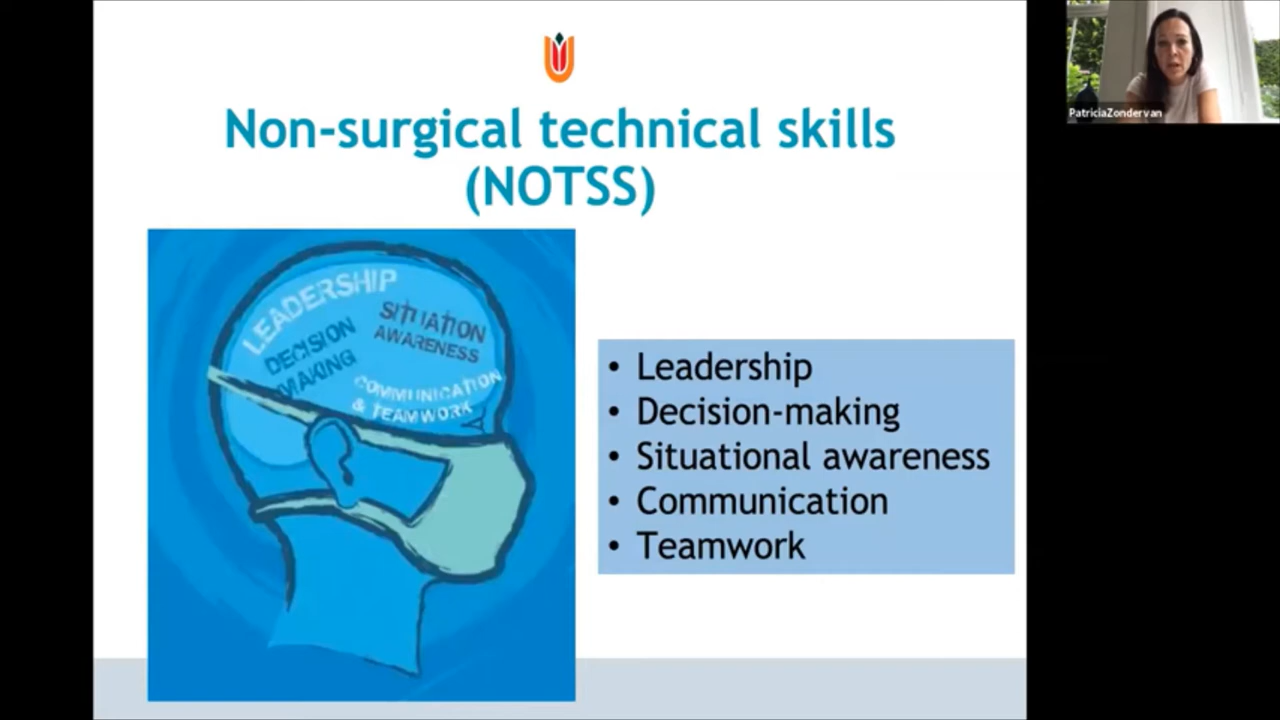 Non-surgical technical skills
(NOTSS)
LEADERSHIP
SITUATION
AWARENESS
DECISION
MAKING
COMMUNICATION
& TEAMWORK
• Leadership
• Decision-making
• Situational awareness
• Communication
• Teamwork
PatriciaZondervan